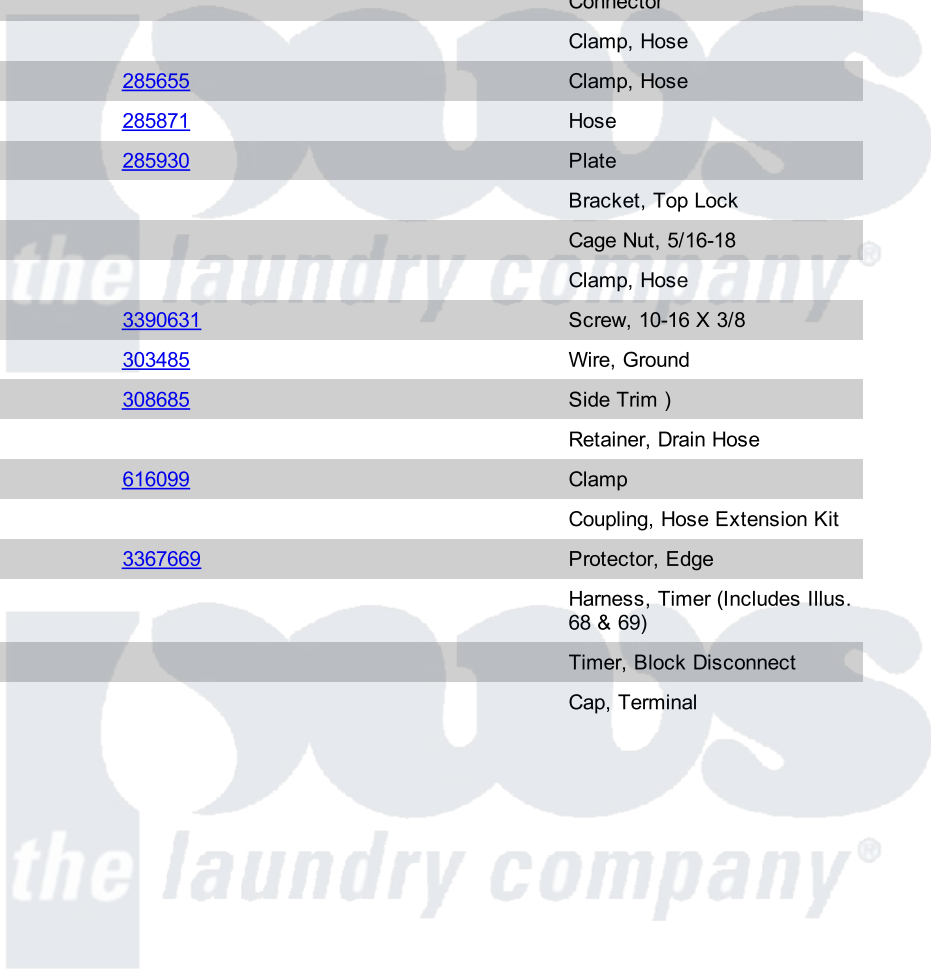 Connector
Clamp, Hose
285655 Clamp, Hose
285871 Hose
285930 Plate
Bracket, Top Lock
Cage Nut, 5/16-18
the laundry company®
Clamp, Hose
3390631 Screw, 10-16 X 3/8
303485 Wire, Ground
308685 Side Trim )
Retainer, Drain Hose
616099 Clamp
Coupling, Hose Extension Kit
3367669 Protector, Edge
Harness, Timer (Includes Illus.
68 & 69)
pws
Timer, Block Disconnect
Cap, Terminal
the laundry company®